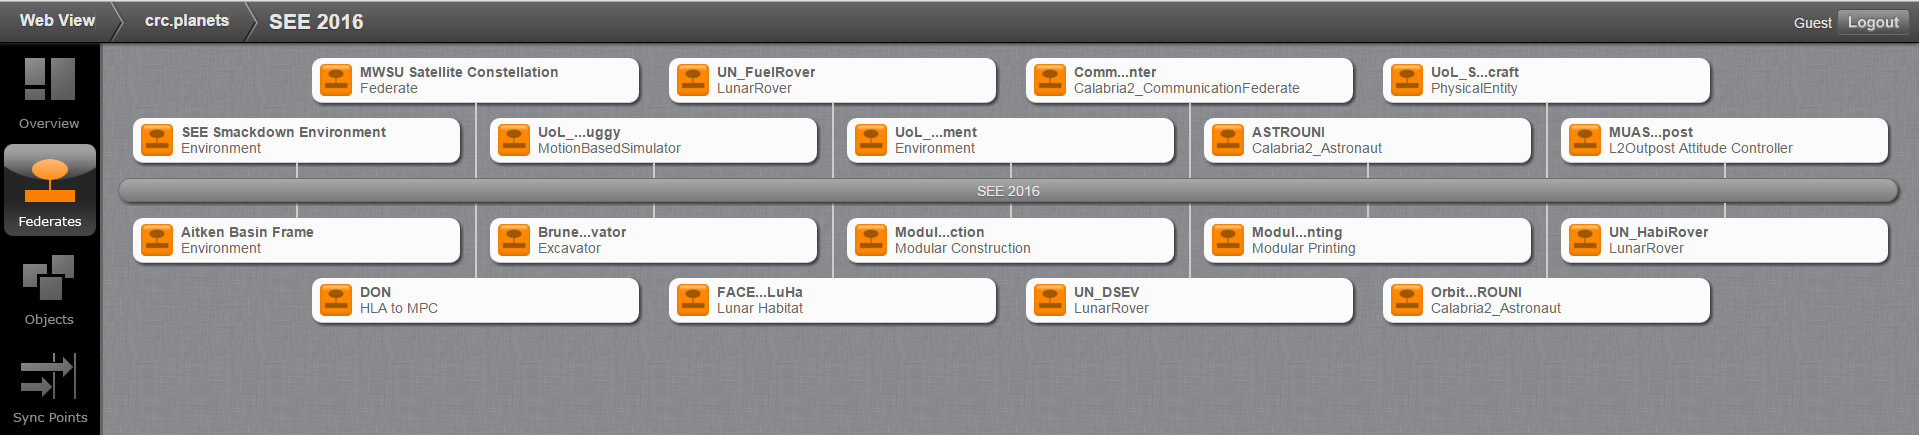 Web View
crc.planets
SEE 2016
Guest
Logout
Overview
Federates
Objects
Sync Points
MWSU Satellite Constellation
Federate
UN_FuelRover
LunarRover
Comm...nter
Calabria2_CommunicationFederate
UoL_S...craft
PhysicalEntity
SEE Smackdown Environment
Environment
UoL_...uggy
MotionBasedSimulator
UoL_...ment
Environment
ASTROUNI
Calabria2_Astronaut
MUAS...post
L2Outpost Attitude Controller
SEE 2016
Aitken Basin Frame
Environment
Brune...vator
Excavator
Modul...ction
Modular Construction
Modul...nting
Modular Printing
UN_HabiRover
LunarRover
DON
HLA to MPC
FACE...LuHa
Lunar Habitat
UN_DSEV
LunarRover
Orbit...ROUNI
Calabria2_Astronaut